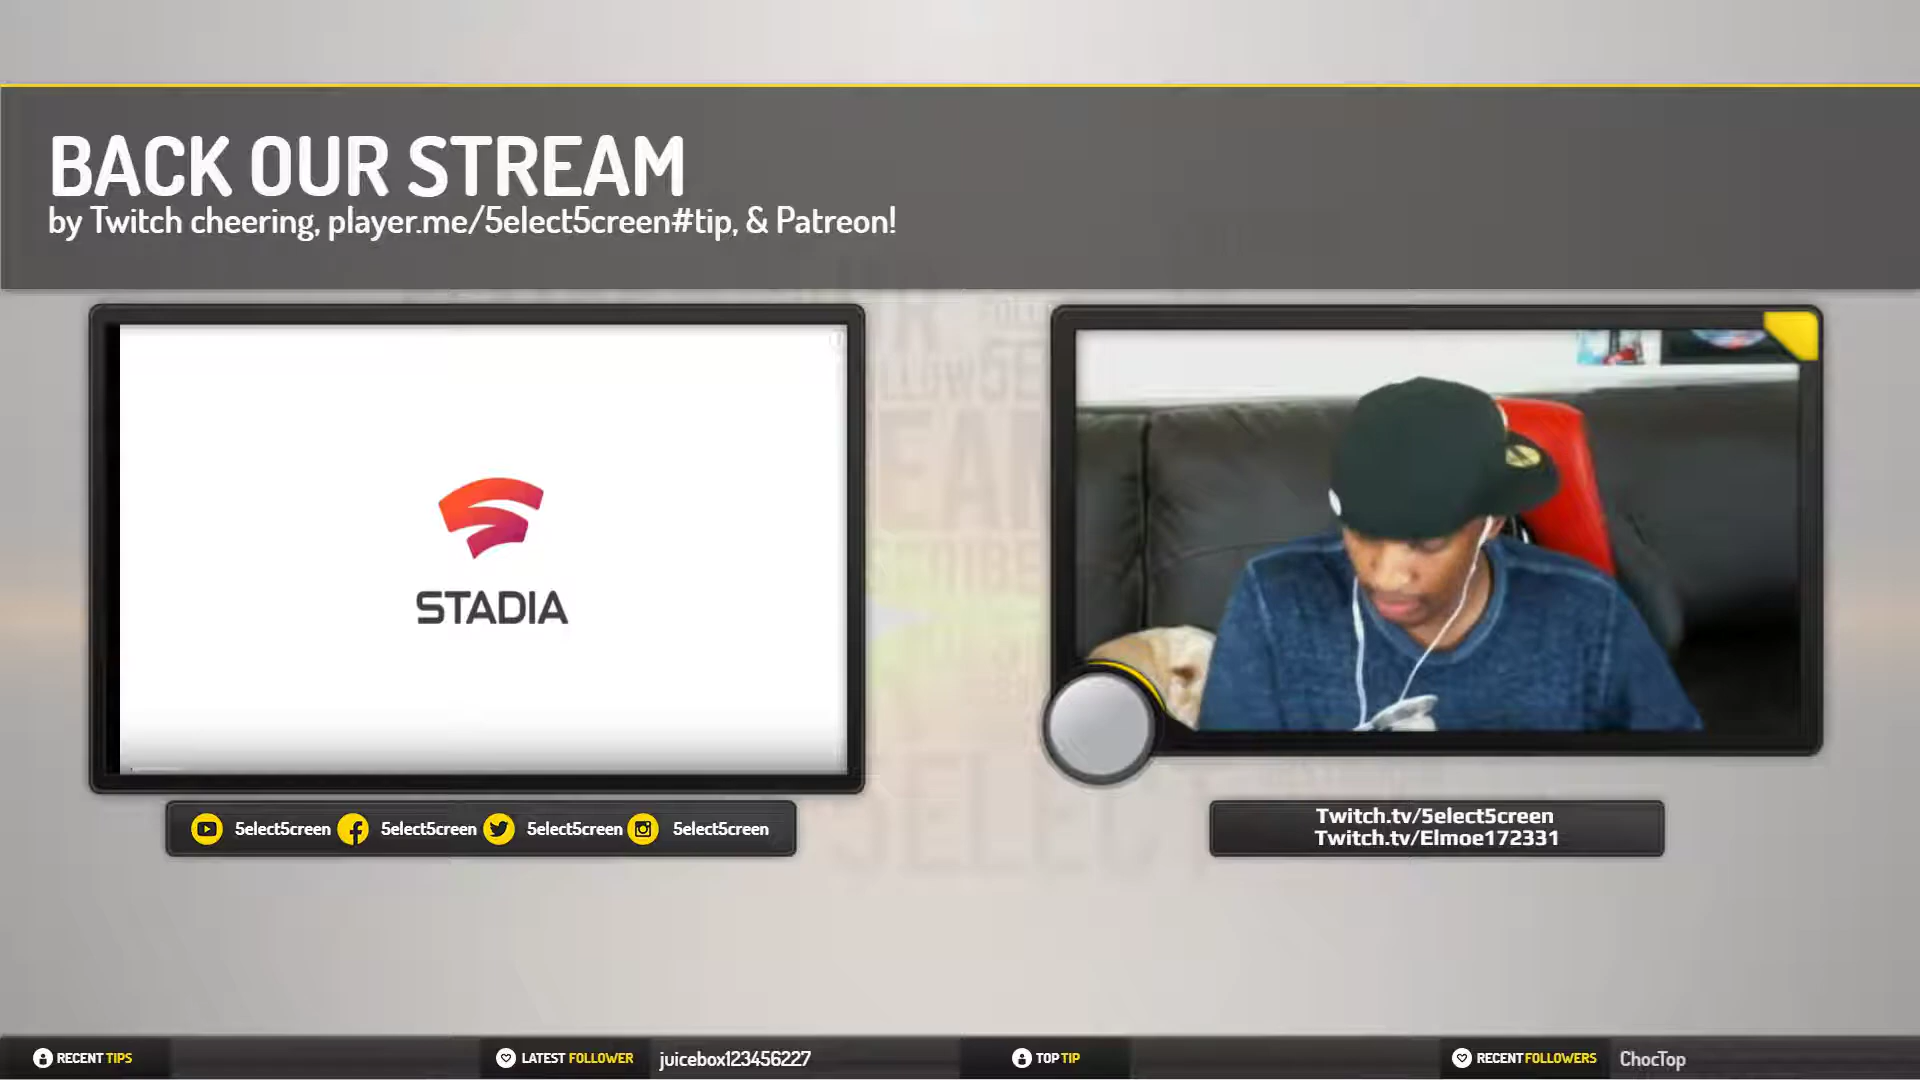 BACK OUR STREAM
by Twitch cheering, player.me/5elect5creen#tip, & Patreon!
STADIA
5elect5creen 5elect5creen 5elect5creen 5elect5creen
Twitch.tv/5elect5creen
Twitch.tv/Elmoe172331
RECENT TIPS LATEST FOLLOWER juicebox123456227 TOP TIP RECENT FOLLOWERS ChocTop